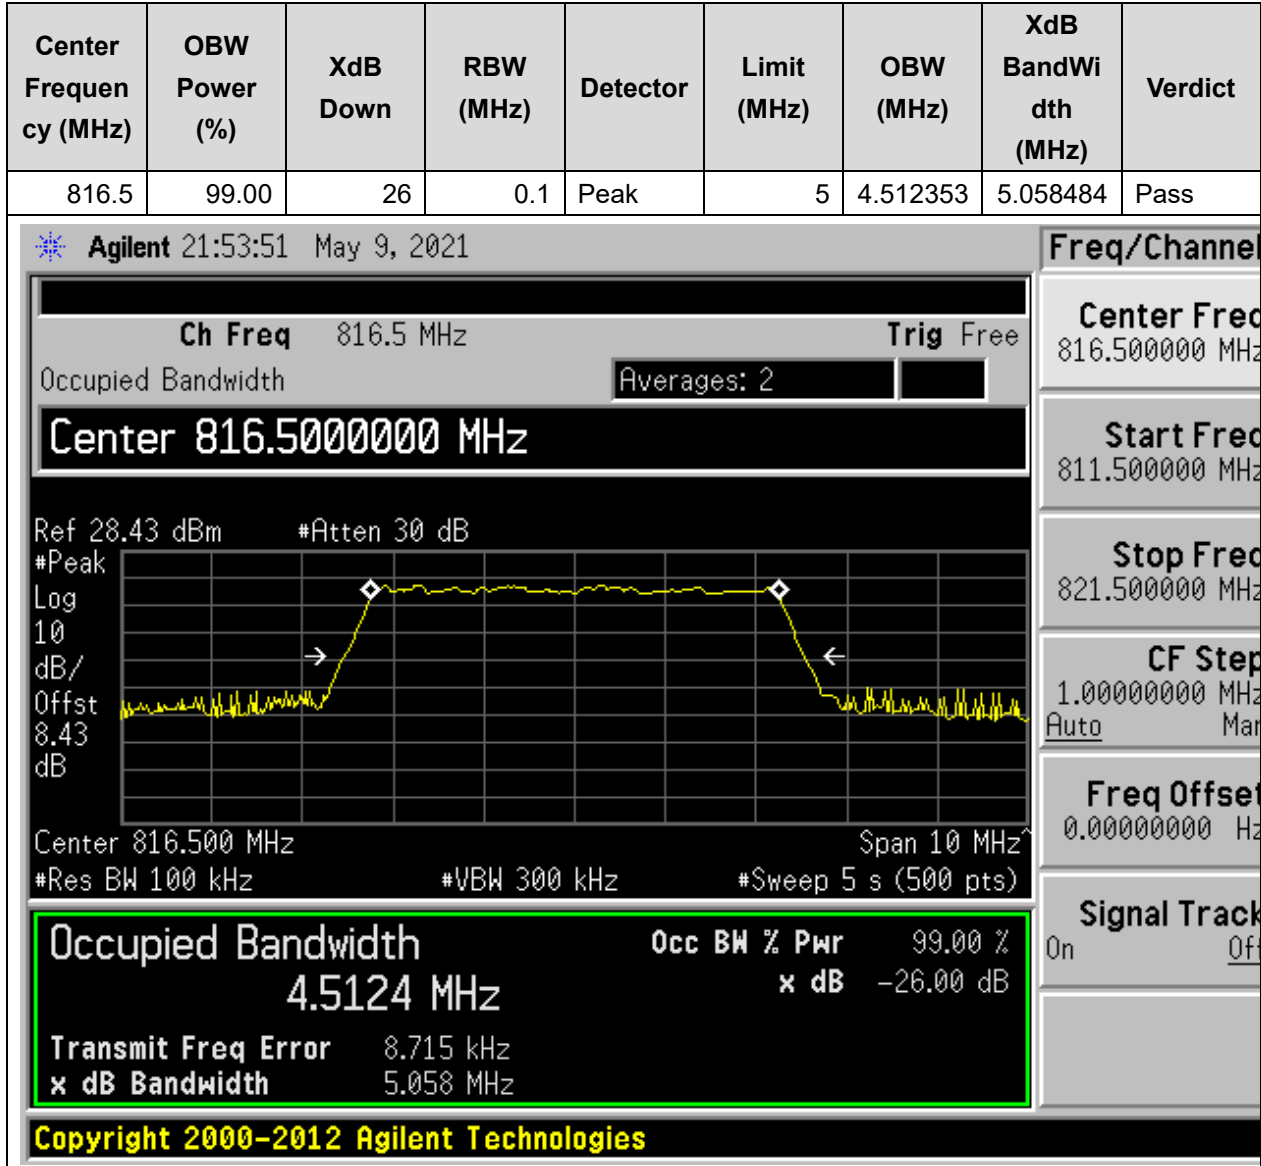 Center Frequen cy (MHz) OBW Power (%) XdB Down RBW (MHz) Detector Limit (MHz) OBW (MHz) XdB BandWi dth (MHz) Verdict
816.5 99.00 26 0.1 Peak 5 4.512353 5.058484 Pass
Agilent 21:53:51 May 9, 2021
Freq/Channel
Ch Freq 816.5 MHz Trig Free
Occupied Bandwidth Averages: 2
Center 816.5000000 MHz
Ref 28.43 dBm #Atten 30 dB
#Peak
Log
10
dB/
Offst
8.43
dB
Center 816.500 MHz Span 10 MHz^
#Res BW 100 kHz #VBW 300 kHz #Sweep 5 s (500 pts)
Occupied Bandwidth Occ BW % Pwr 99.00 %
4.5124 MHz x dB -26.00 dB
Transmit Freq Error 8.715 kHz
x dB Bandwidth 5.058 MHz
Copyright 2000-2012 Agilent Technologies
Center Freq
816.500000 MHz
Start Freq
811.500000 MHz
Stop Freq
821.500000 MHz
CF Step
1.00000000 MHz
Auto Man
Freq Offset
0.00000000 Hz
Signal Track
On Off